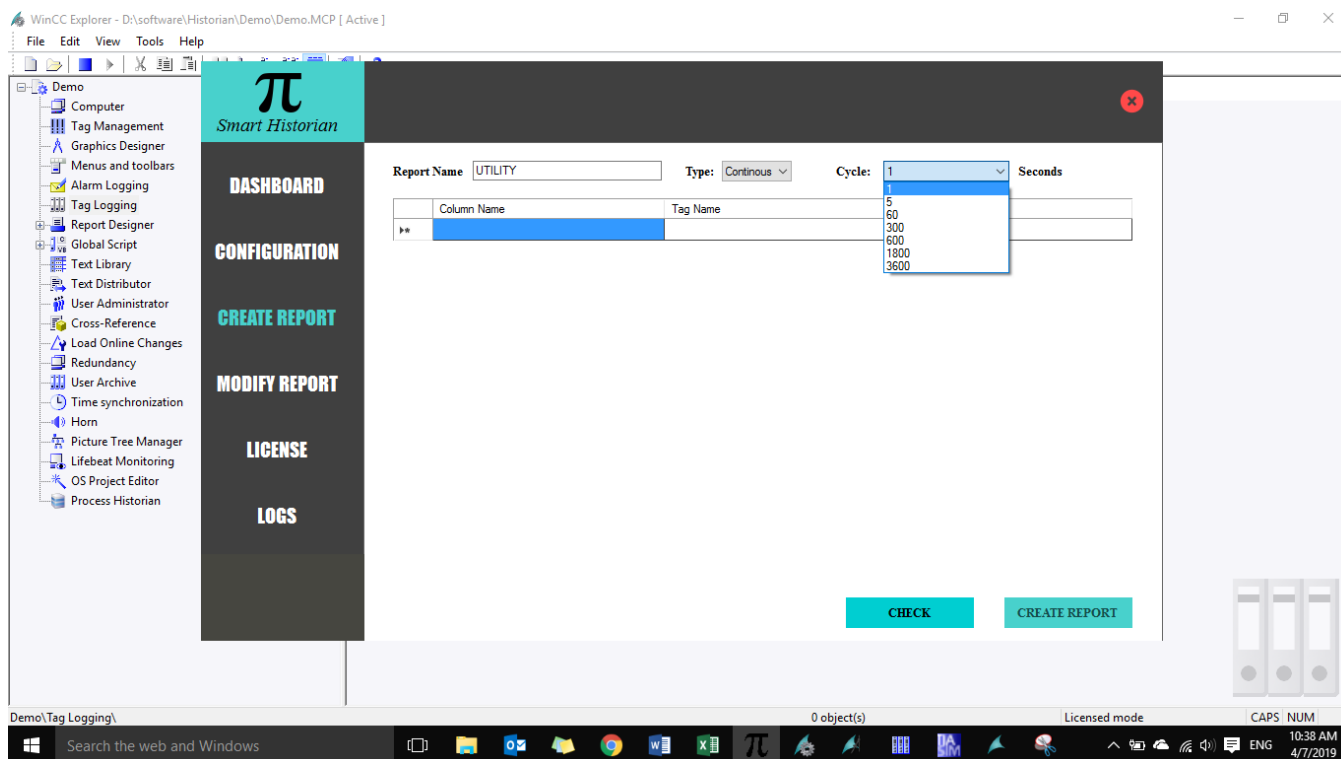 WinCC Explorer - D:\software\Historian\Demo\Demo.MCP [ Active ]
File Edit View Tools Help
Demo
Computer
Tag Management
Graphics Designer
Menus and toolbars
Alarm Logging
Tag Logging
Report Designer
Global Script
Text Library
Text Distributor
User Administrator
Cross-Reference
Load Online Changes
Redundancy
User Archive
Time synchronization
Horn
Picture Tree Manager
Lifebeat Monitoring
OS Project Editor
Process Historian
π
Smart Historian
DASHBOARD
CONFIGURATION
CREATE REPORT
MODIFY REPORT
LICENSE
LOGS
Report Name UTILITY Type: Continous Cycle: 1 Seconds
1
5
60
300
600
1800
3600
Column Name Tag Name
CHECK CREATE REPORT
Demo\Tag Logging\ 0 object(s) Licensed mode CAPS NUM
Search the web and Windows
ENG
10:38 AM
4/7/2019